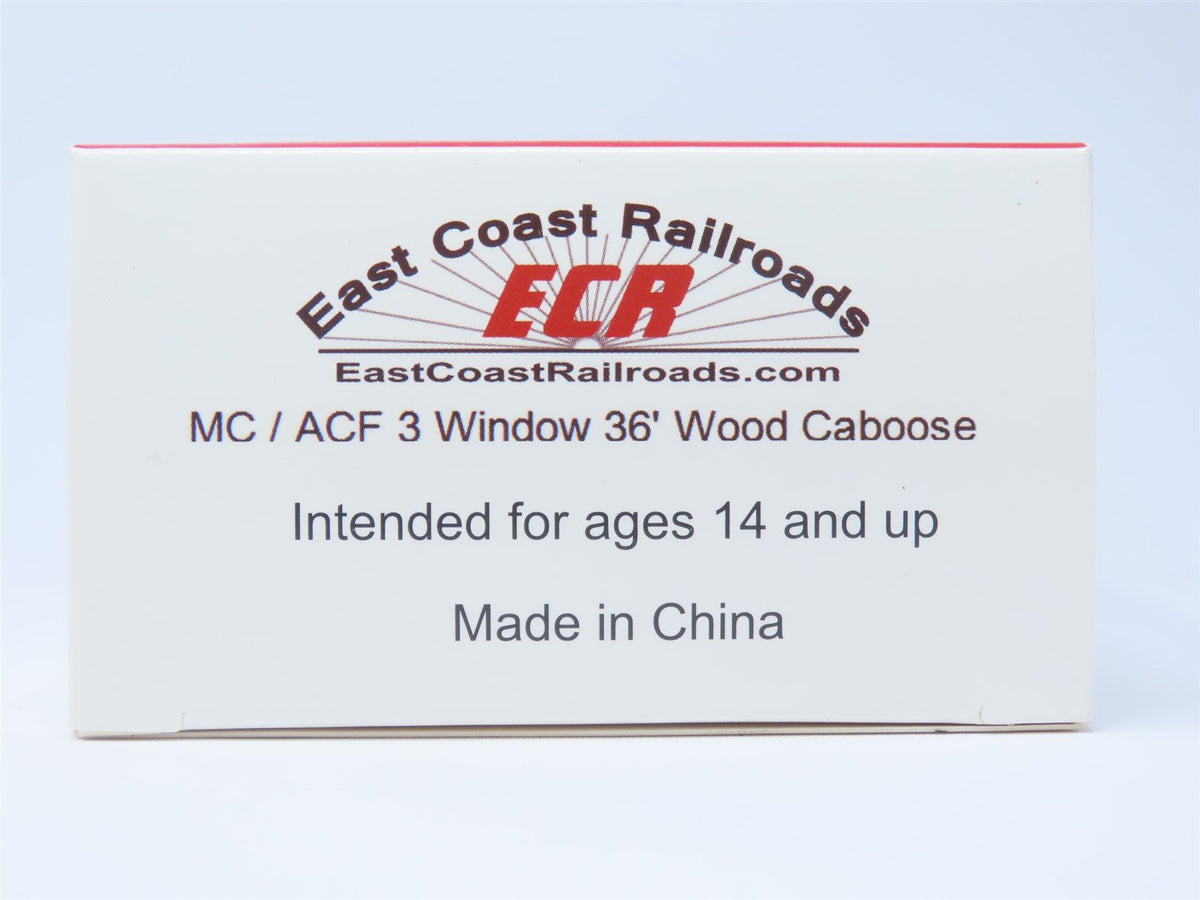 East Coast Railroads
ECR
EastCoastRailroads.com
MC / ACF 3 Window 36' Wood Caboose
Intended for ages 14 and up
Made in China